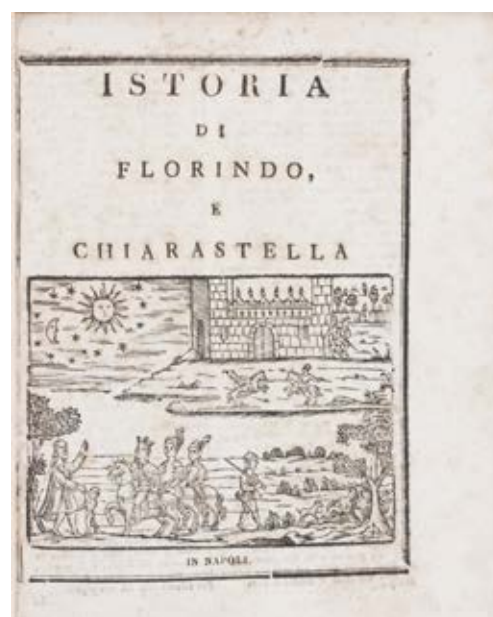 ISTORIA
DI
FLORINDO,
E
CHIARASTELLA
IN NAPOLI.